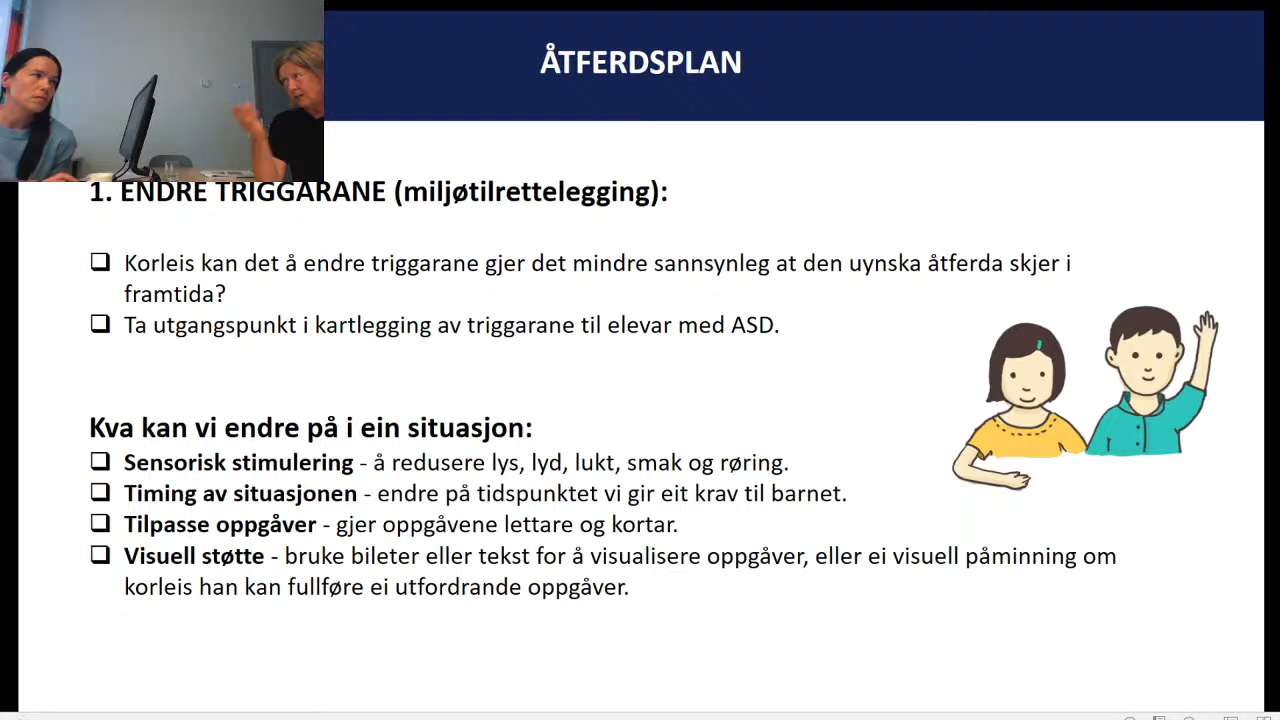 ÅTFERDSPLAN
1. ENDRE TRIGGARANE (miljøtilrettelegging):
Korleis kan det å endre triggarane gjer det mindre sannsynleg at den uynska åtferda skjer i
framtida?
Ta utgangspunkt i kartlegging av triggarane til elevar med ASD.
Kva kan vi endre på i ein situasjon:
Sensorisk stimulering - å redusere lys, lyd, lukt, smak og røring.
Timing av situasjonen - endre på tidspunktet vi gir eit krav til barnet.
Tilpasse oppgåver - gjer oppgåvene lettare og kortar.
Visuell støtte - bruke bileter eller tekst for å visualisere oppgåver, eller ei visuell påminning om
korleis han kan fullføre ei utfordrande oppgåver.